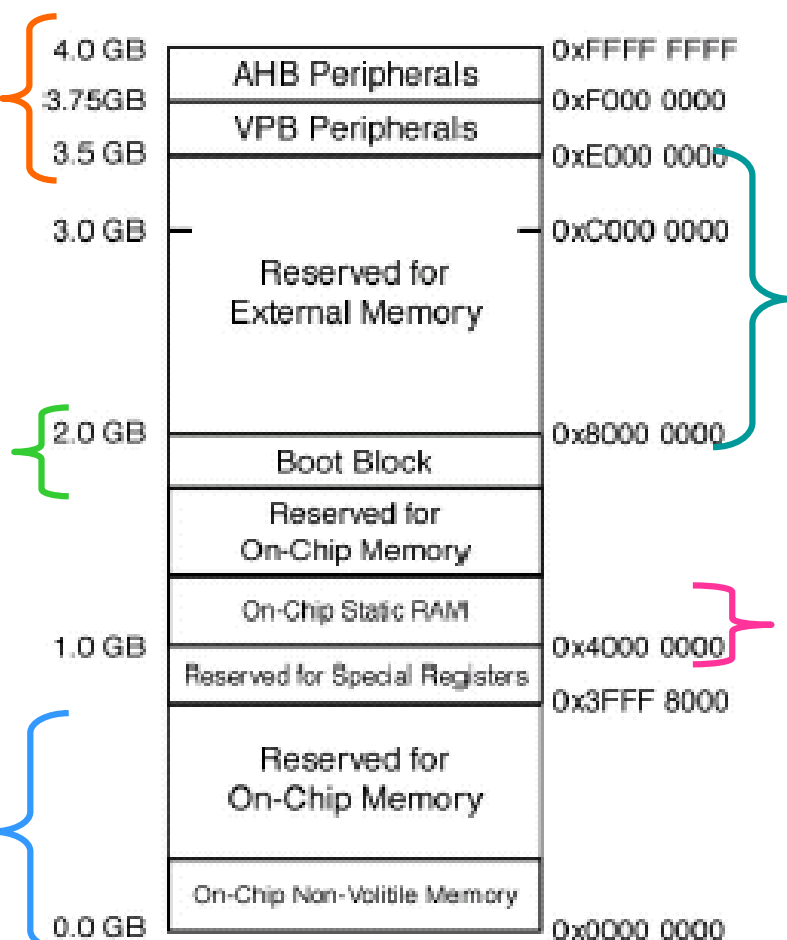 4.0 GB
AHB Peripherals
0xFFFF FFFF
3.75GB
0xF000 0000
VPB Peripherals
3.5 GB
0xE000 0000
3.0 GB
0xC000 0000
Reserved for
External Memory
2.0 GB
0x8000 0000
Boot Block
Reserved for
On-Chip Memory
On-Chip Static RAM
1.0 GB
0x4000 0000
Reserved for Special Registers
0x3FFF 8000
Reserved for
On-Chip Memory
On-Chip Non-Volitile Memory
0.0 GB
0x0000 0000